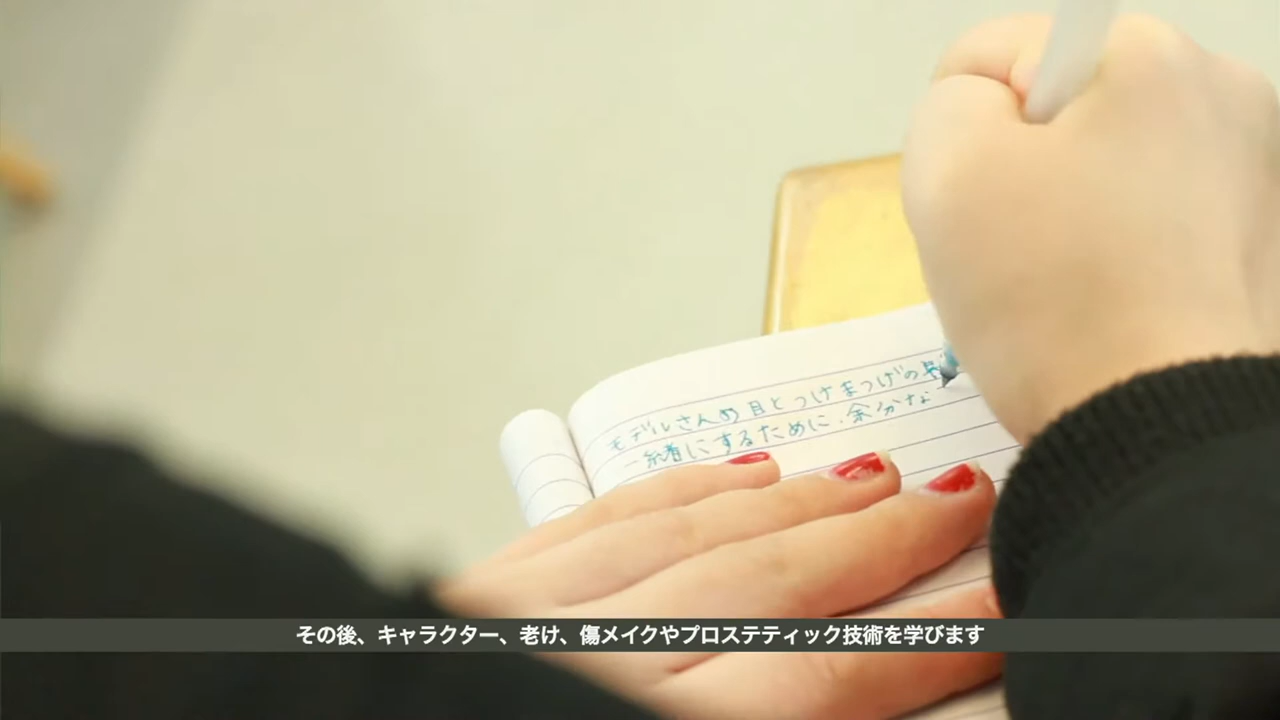 モデルさんの目とつけまつげの
一緒にするために、余分な
その後、キャラクター、老け、傷メイクやプロステティック技術を学びます